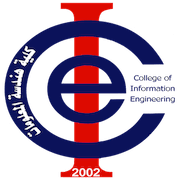 كلية هندسة المعلومات
College of
Information
Engineering
e
2002